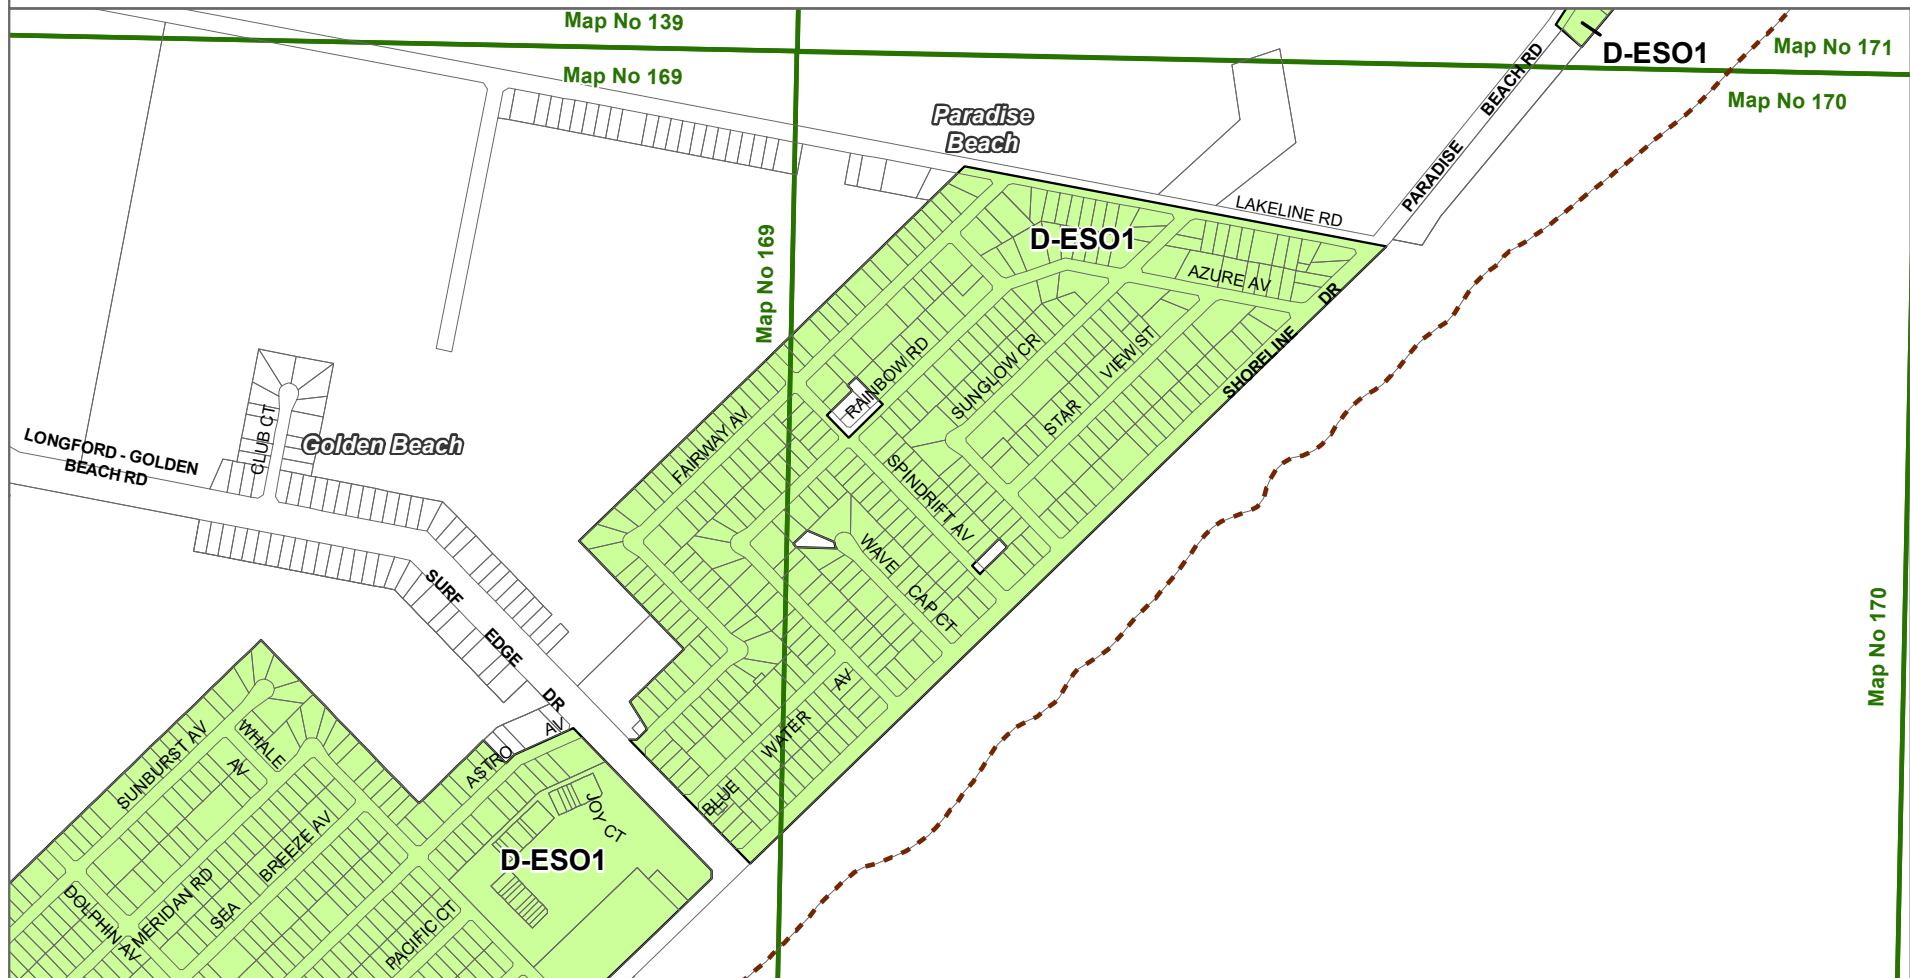 Map No 139
Map No 171
D-ESO1
Map No 169
Map No 170
BEACH RD
Paradise
Beach
PARADISE
LAKELINE RD
D-ESO1
Map No 169
AZURE AV
DR
SHORELINE
RAINBOW RD
SUNGLOW CR
VIEW ST
STAR
FAIRWAY AV
CLUB CT
Golden Beach
LONGFORD - GOLDEN
BEACH RD
SPINDRIFT AV
WAVE
CAP CT
SURF
EDGE
DR
Map No 170
AV
WATER
BLUE
AV
ASTRO
SUNBURST AV
WHALE
AV
JOY CT
BREEZE AV
SEA
D-ESO1
MERIDAN RD
DOLPHIN AV
PACIFIC CT